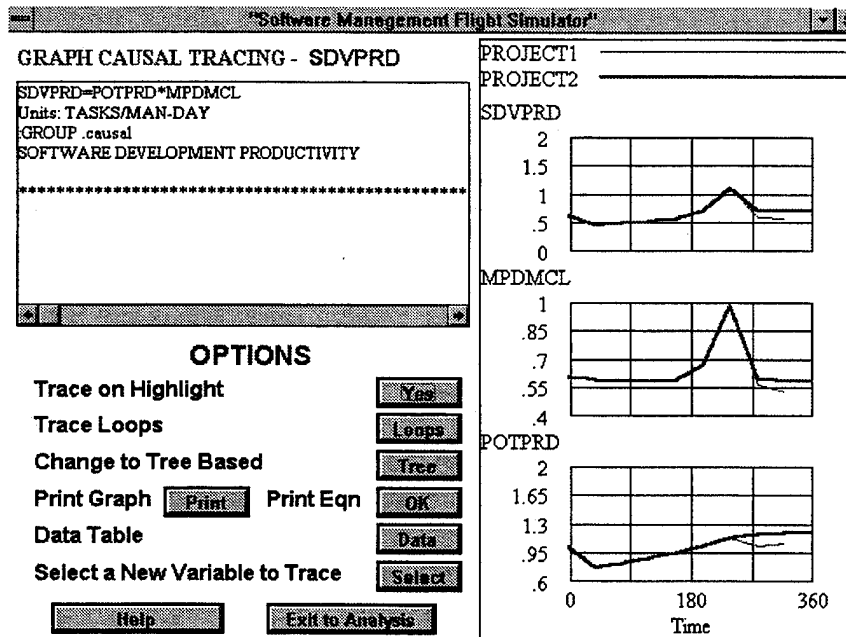 "Software Management Flight Simulator"
GRAPH CAUSAL TRACING - SDVPRD
SDVPRD=POTPRD*MPDMCL
Units: TASKS/MAN-DAY
:GROUP .causal
SOFTWARE DEVELOPMENT PRODUCTIVITY
************************************************
OPTIONS
Trace on Highlight Yes
Trace Loops Loops
Change to Tree Based Tree
Print Graph Print Print Eqn OK
Data Table Data
Select a New Variable to Trace Select
Help Exit to Analysis
PROJECT1
PROJECT2
SDVPRD
2
1.5
1
.5
0
MPDMCL
1
.85
.7
.55
.4
POTPRD
2
1.65
1.3
.95
.6
0 180 360
Time